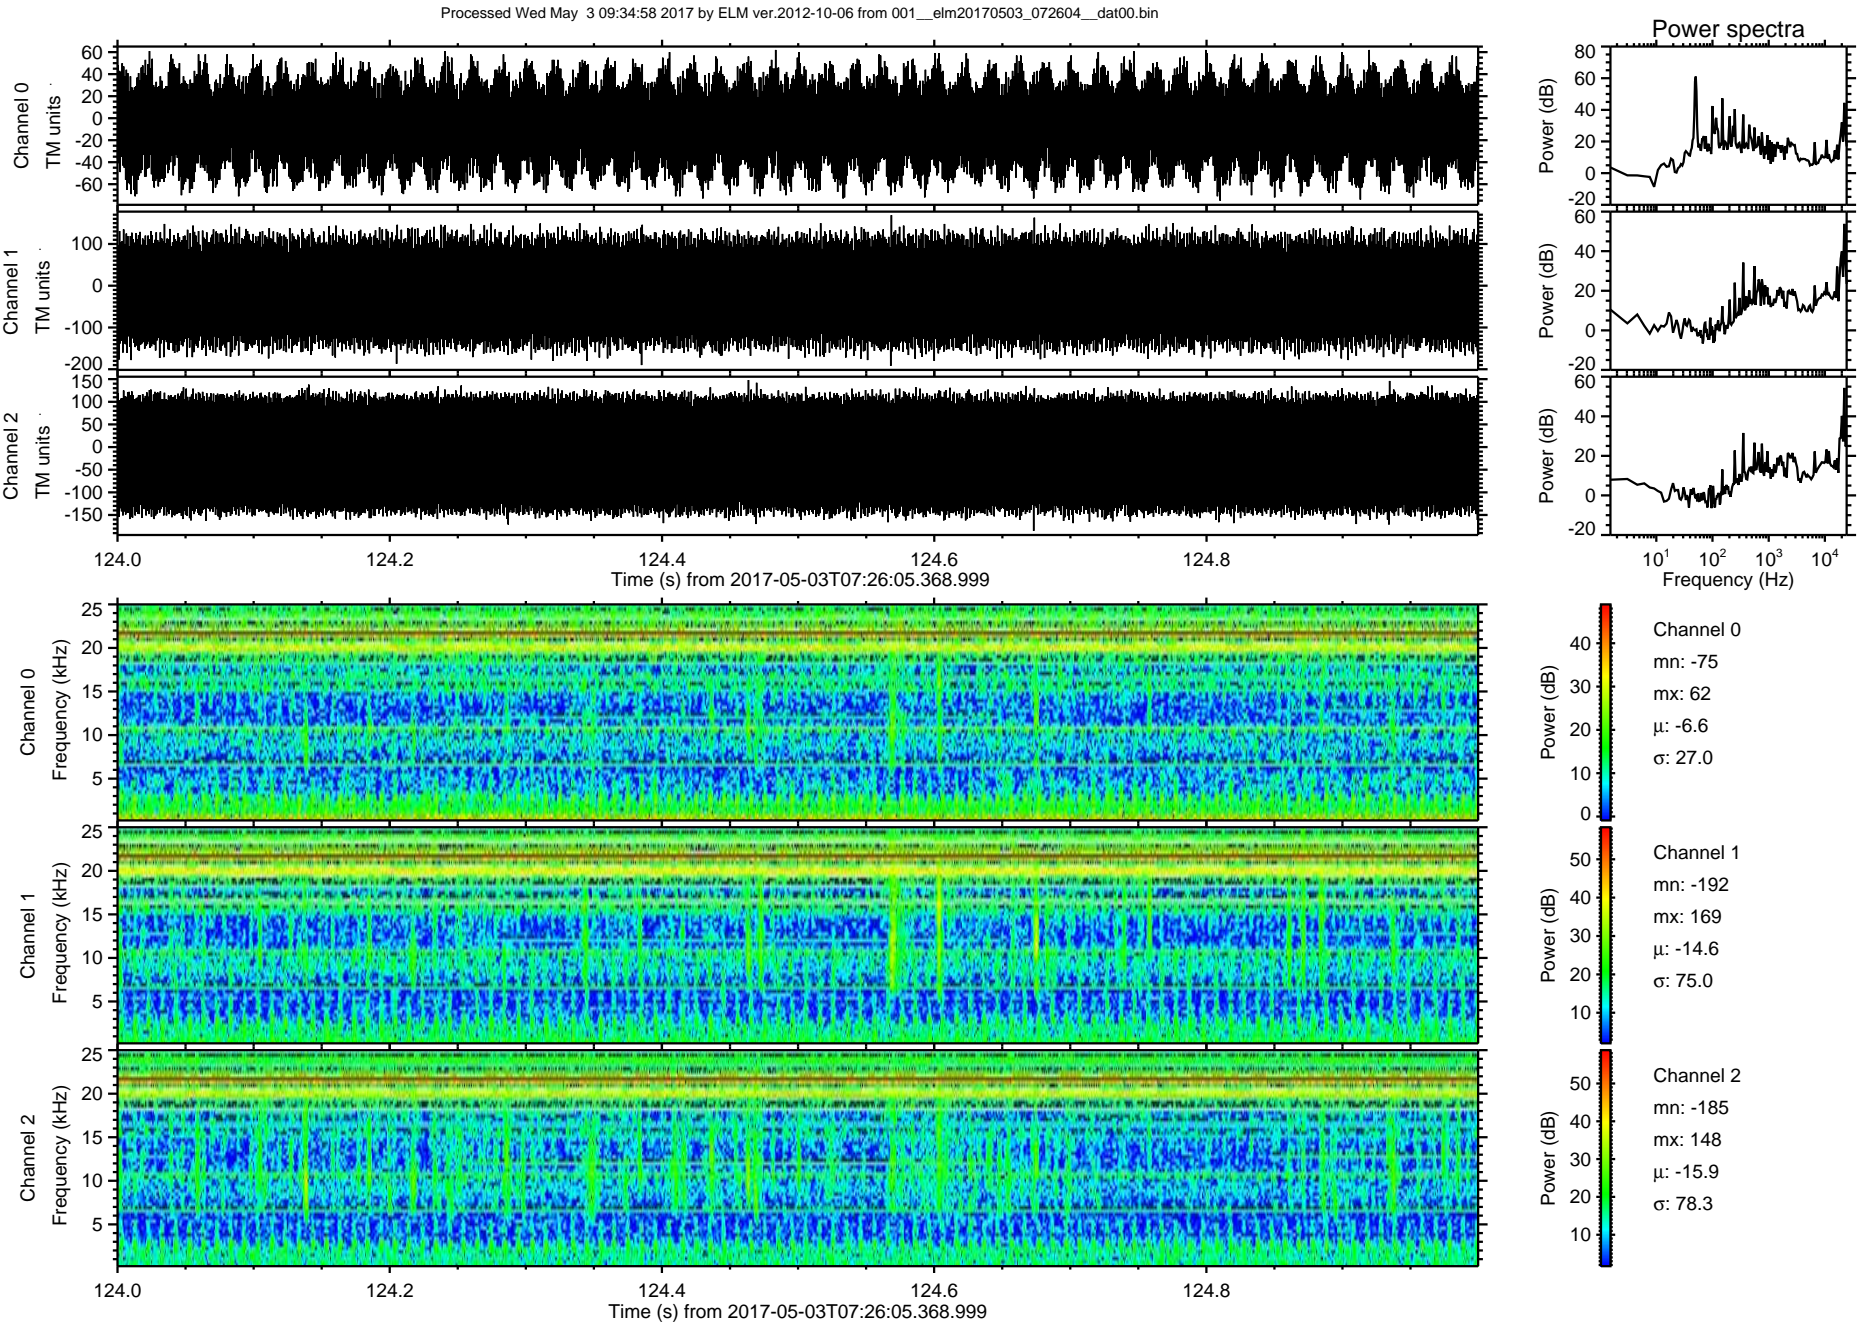 Processed Wed May  3 09:34:58 2017 by ELM ver.2012-10-06 from 001__elm20170503_072604__dat00.bin
Power spectra
Channel 0
TM units
60
40
20
0
-20
-40
-60
Power (dB)
80
60
40
20
0
-20
Channel 1
TM units
100
0
-100
-200
Power (dB)
60
40
20
0
-20
Channel 2
TM units
150
100
50
0
-50
-100
-150
Power (dB)
60
40
20
0
-20
124.0 124.2 124.4 124.6 124.8
Time (s) from 2017-05-03T07:26:05.368.999
10¹ 10² 10³ 10⁴
Frequency (Hz)
Channel 0
Frequency (kHz)
25
20
15
10
5
Power (dB)
40
30
20
10
0
Channel 0
mn: -75
mx: 62
μ: -6.6
σ: 27.0
Channel 1
Frequency (kHz)
25
20
15
10
5
Power (dB)
50
40
30
20
10
Channel 1
mn: -192
mx: 169
μ: -14.6
σ: 75.0
Channel 2
Frequency (kHz)
25
20
15
10
5
Power (dB)
50
40
30
20
10
Channel 2
mn: -185
mx: 148
μ: -15.9
σ: 78.3
124.0 124.2 124.4 124.6 124.8
Time (s) from 2017-05-03T07:26:05.368.999